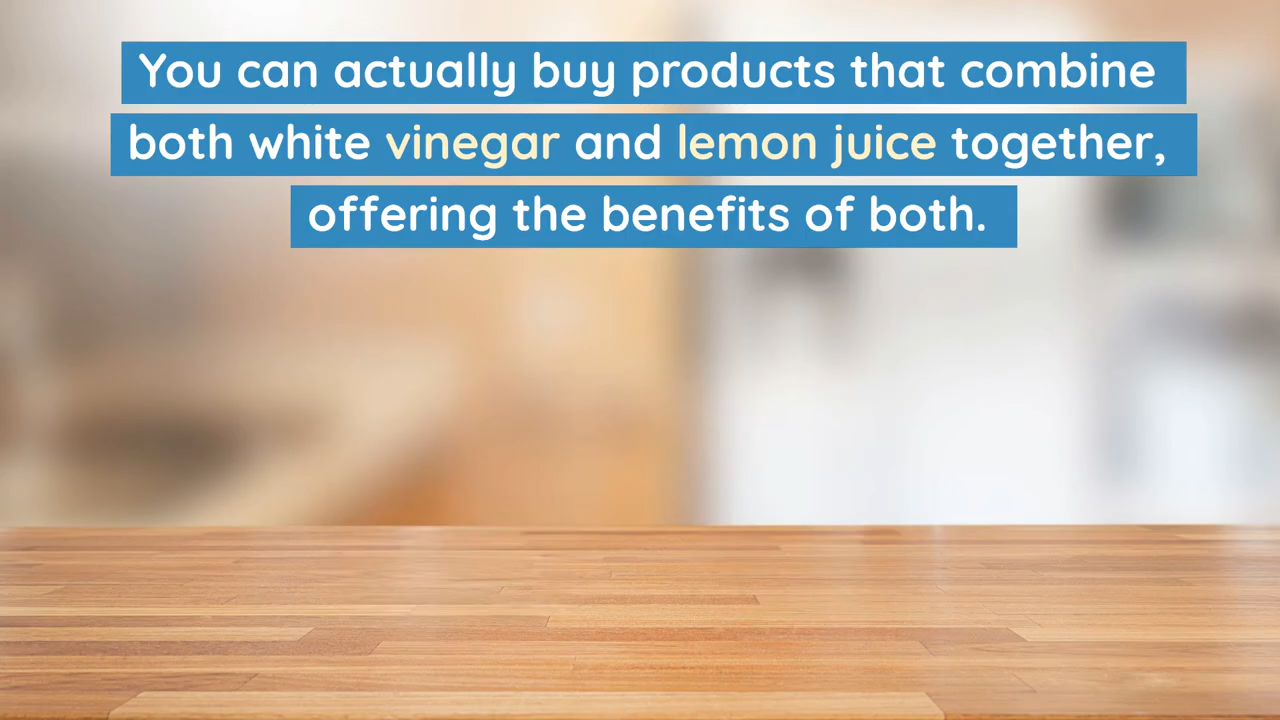 You can actually buy products that combine
both white vinegar and lemon juice together,
offering the benefits of both.